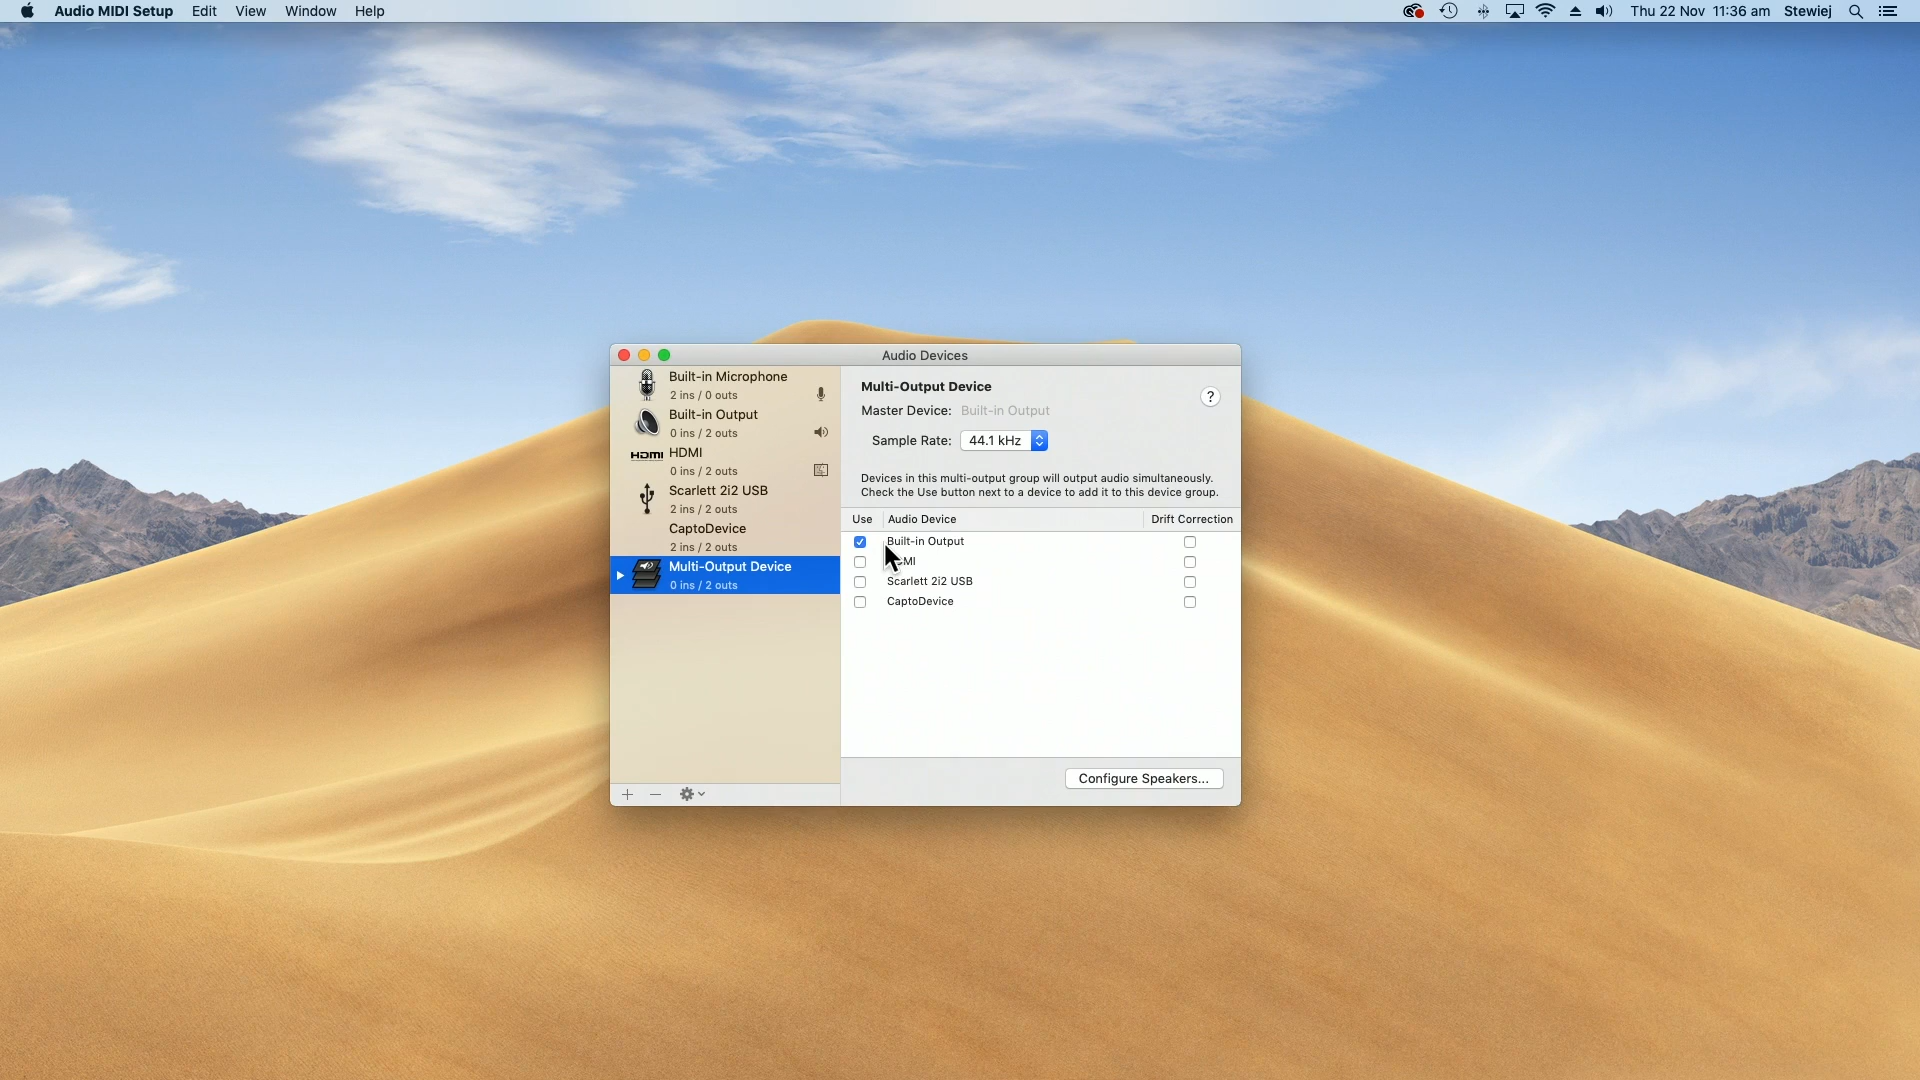 Audio MIDI Setup Edit View Window Help
Thu 22 Nov 11:36 am Stewiej
Audio Devices
Built-in Microphone
2 ins / 0 outs
Built-in Output
0 ins / 2 outs
HDMI HDMI
0 ins / 2 outs
Scarlett 2i2 USB
2 ins / 2 outs
CaptoDevice
2 ins / 2 outs
Multi-Output Device
0 ins / 2 outs
Multi-Output Device
?
Master Device: Built-in Output
Sample Rate: 44.1 kHz
Devices in this multi-output group will output audio simultaneously.
Check the Use button next to a device to add it to this device group.
Use Audio Device Drift Correction
Built-in Output
MI
Scarlett 2i2 USB
CaptoDevice
Configure Speakers...